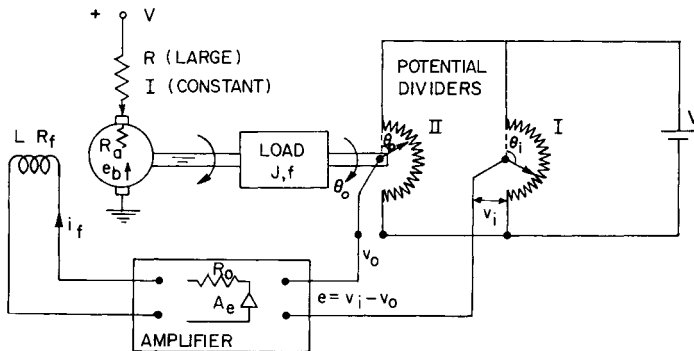 + V
R (LARGE)
I (CONSTANT)
POTENTIAL
DIVIDERS
V
L R_f
R_a
e_b
LOAD
J,f
θ_o
II
I
θ_i
θ_o
v_i
i_f
v_o
R_o
A_e
e = v_i - v_o
AMPLIFIER